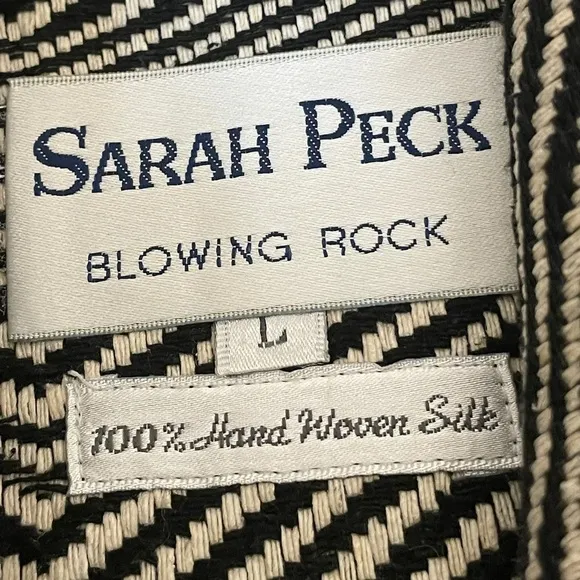 SARAH PECK
BLOWING ROCK
L
100% Hand Woven Silk